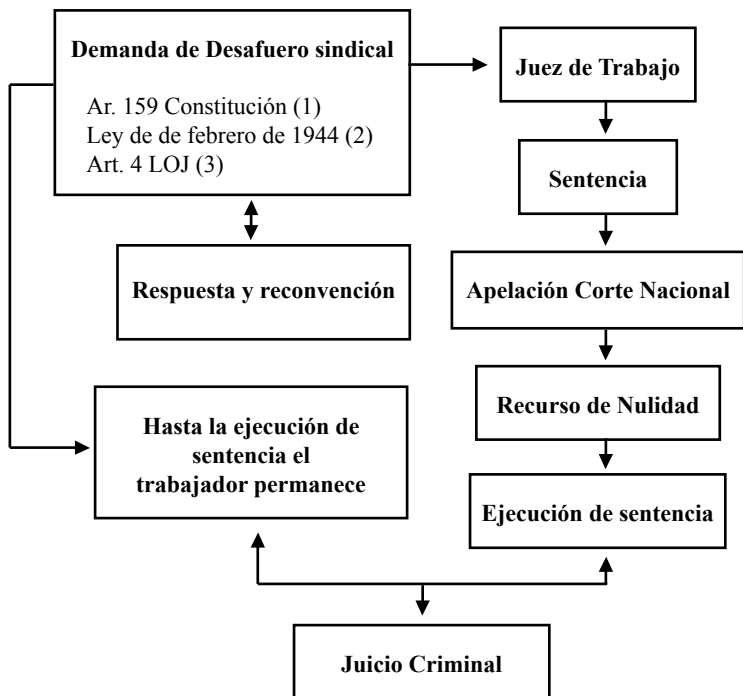 Demanda de Desafuero sindical
Ar. 159 Constitución (1)
Ley de de febrero de 1944 (2)
Art. 4 LOJ (3)
Juez de Trabajo
Sentencia
Respuesta y reconvención
Apelación Corte Nacional
Hasta la ejecución de
sentencia el
trabajador permanece
Recurso de Nulidad
Ejecución de sentencia
Juicio Criminal